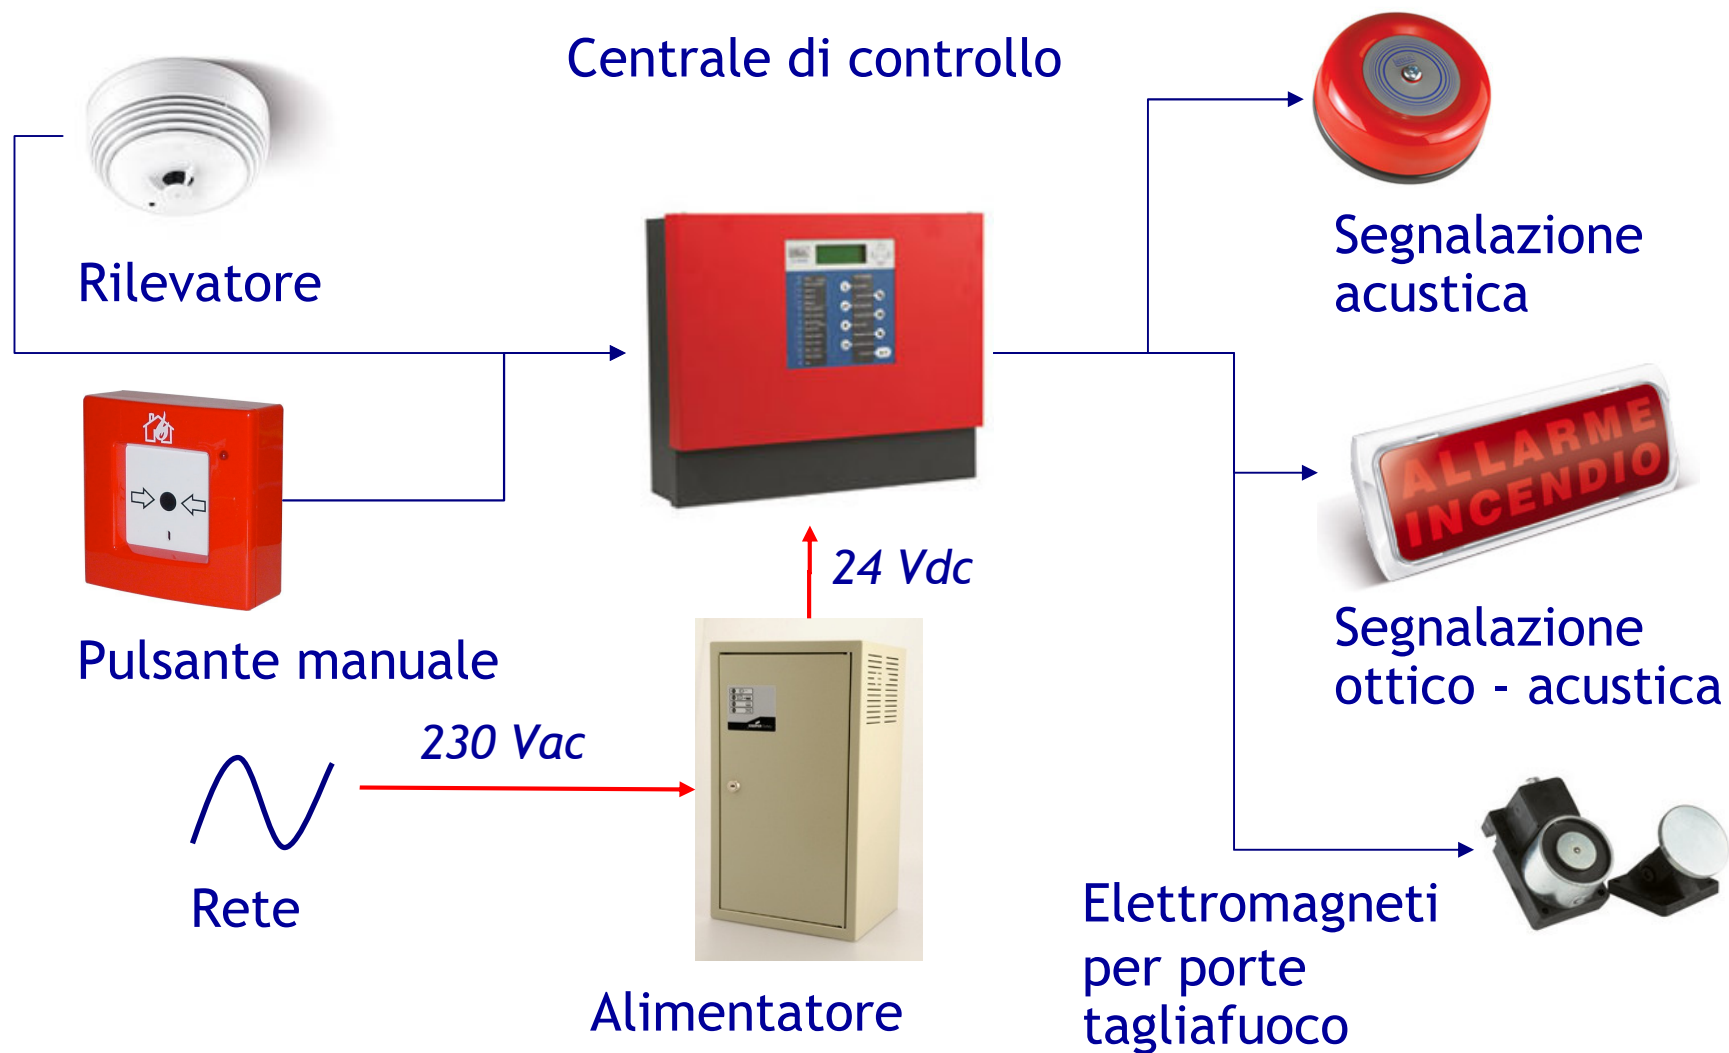 Centrale di controllo
Rilevatore
Segnalazione
acustica
ALLARME
INCENDIO
24 Vdc
Segnalazione
ottico - acustica
Pulsante manuale
230 Vac
Rete
Elettromagneti
per porte
tagliafuoco
Alimentatore